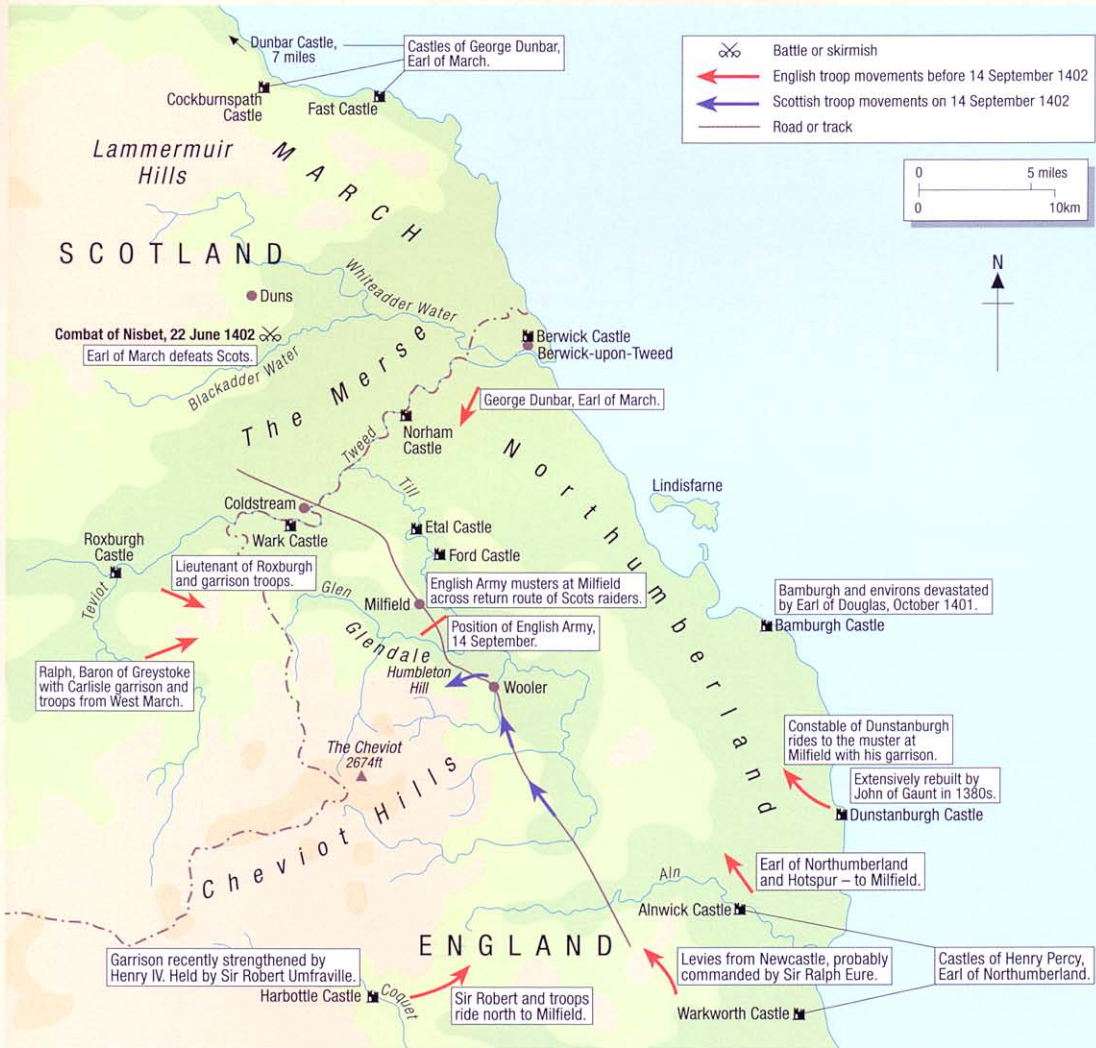 Dunbar Castle,
7 miles
Castles of George Dunbar,
Earl of March.
Cockburnspath
Castle
Fast Castle
Battle or skirmish
English troop movements before 14 September 1402
Scottish troop movements on 14 September 1402
Road or track
0 5 miles
0 10km
N
Lammermuir
Hills
MARCH
SCOTLAND
Duns
Whiteadder Water
Combat of Nisbet, 22 June 1402
Earl of March defeats Scots.
Blackadder Water
The Merse
Berwick Castle
Berwick-upon-Tweed
George Dunbar, Earl of March.
Norham
Castle
Tweed
Northumberland
Till
Lindisfarne
Coldstream
Wark Castle
Etal Castle
Ford Castle
Roxburgh
Castle
Teviot
Lieutenant of Roxburgh
and garrison troops.
English Army musters at Milfield
across return route of Scots raiders.
Glen
Milfield
Glendale
Position of English Army,
14 September.
Humbleton
Hill
Wooler
Bamburgh and environs devastated
by Earl of Douglas, October 1401.
Bamburgh Castle
Ralph, Baron of Greystoke
with Carlisle garrison and
troops from West March.
The Cheviot
2674ft
Cheviot Hills
Constable of Dunstanburgh
rides to the muster at
Milfield with his garrison.
Extensively rebuilt by
John of Gaunt in 1380s.
Dunstanburgh Castle
Earl of Northumberland
and Hotspur – to Milfield.
Aln
Alnwick Castle
ENGLAND
Garrison recently strengthened by
Henry IV. Held by Sir Robert Umfraville.
Harbottle Castle
Coquet
Sir Robert and troops
ride north to Milfield.
Levies from Newcastle, probably
commanded by Sir Ralph Eure.
Castles of Henry Percy,
Earl of Northumberland.
Warkworth Castle